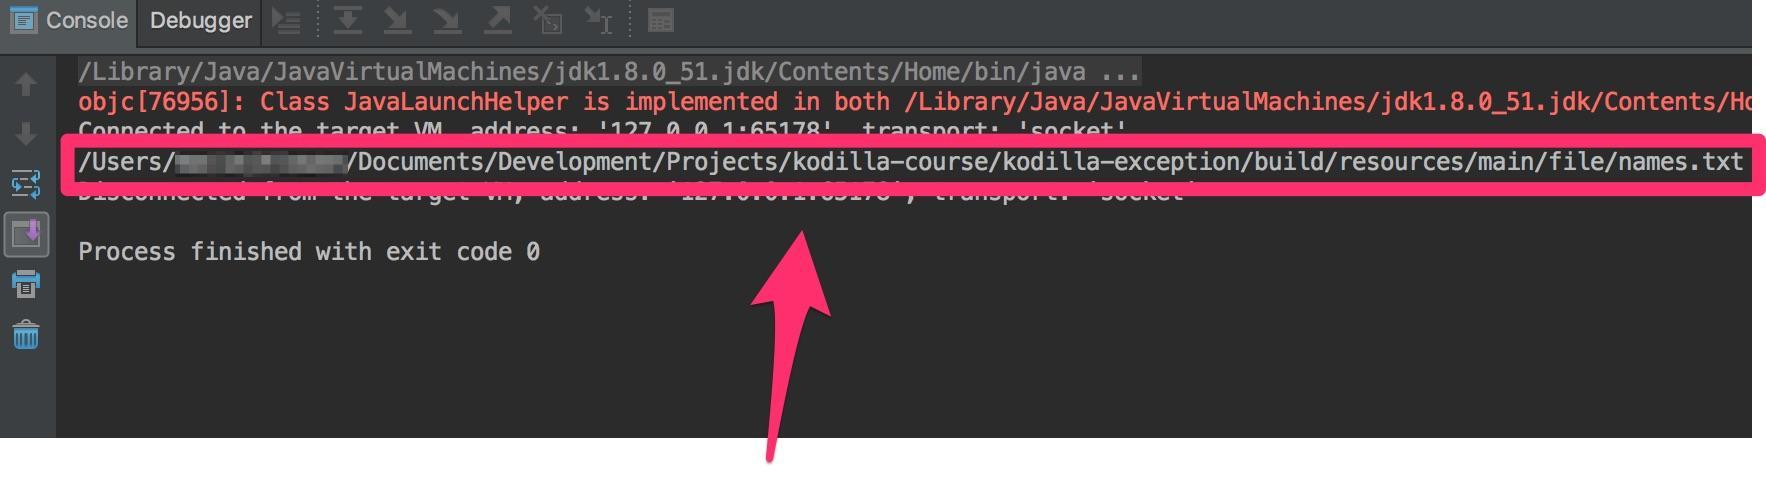 Console Debugger
/Library/Java/JavaVirtualMachines/jdk1.8.0_51.jdk/Contents/Home/bin/java ...
objc[76956]: Class JavaLaunchHelper is implemented in both /Library/Java/JavaVirtualMachines/jdk1.8.0_51.jdk/Contents/Ho
Connected to the target VM, address: '127.0.0.1:65178', transport: 'socket'
/Users/ /Documents/Development/Projects/kodilla-course/kodilla-exception/build/resources/main/file/names.txt
Disconnected from the target VM, address: '127.0.0.1:65178', transport: 'socket'
Process finished with exit code 0